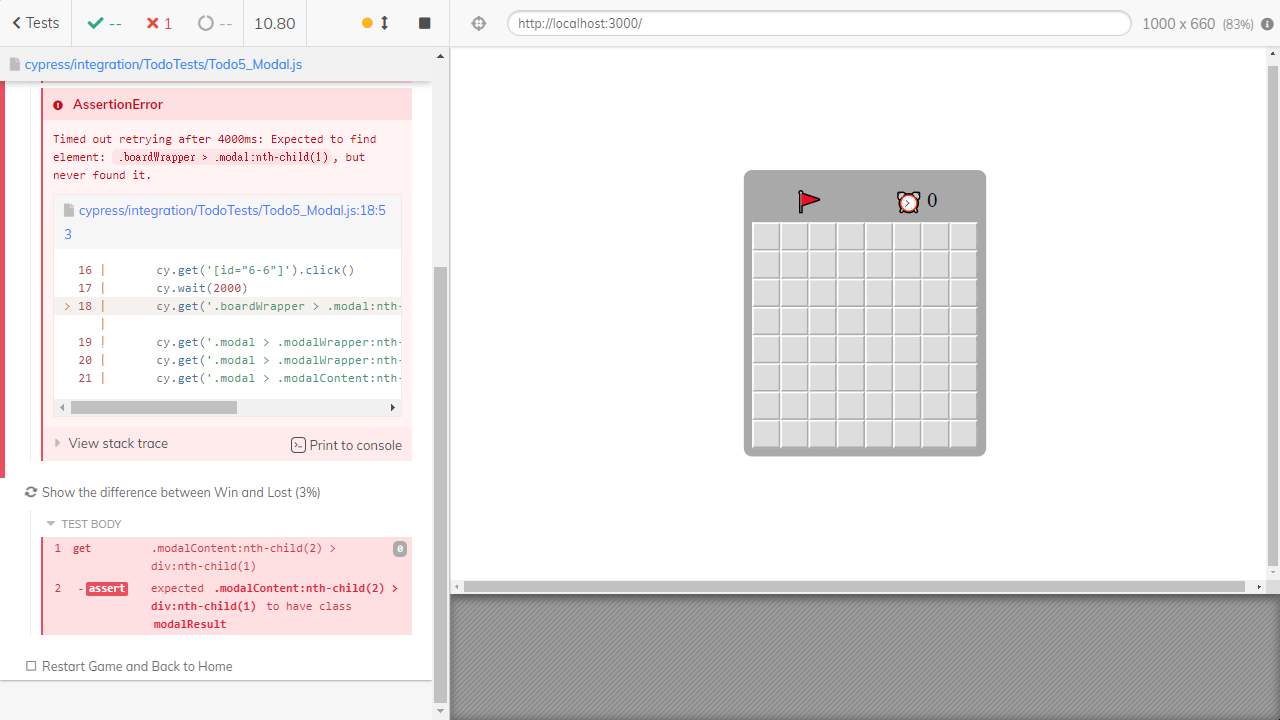 Tests
--
1
--
10.80
http://localhost:3000/
1000 x 660 (83%)
cypress/integration/TodoTests/Todo5_Modal.js
AssertionError
Timed out retrying after 4000ms: Expected to find
element: .boardWrapper > .modal:nth-child(1), but
never found it.
cypress/integration/TodoTests/Todo5_Modal.js:18:5
3
16 | cy.get('[id="6-6"]').click()
17 | cy.wait(2000)
> 18 | cy.get('.boardWrapper > .modal:nth-
|
19 | cy.get('.modal > .modalWrapper:nth-
20 | cy.get('.modal > .modalWrapper:nth-
21 | cy.get('.modal > .modalContent:nth-
View stack trace
Print to console
Show the difference between Win and Lost (3%)
TEST BODY
1 get .modalContent:nth-child(2) > 0
div:nth-child(1)
2 -assert expected .modalContent:nth-child(2) >
div:nth-child(1) to have class
modalResult
Restart Game and Back to Home
0